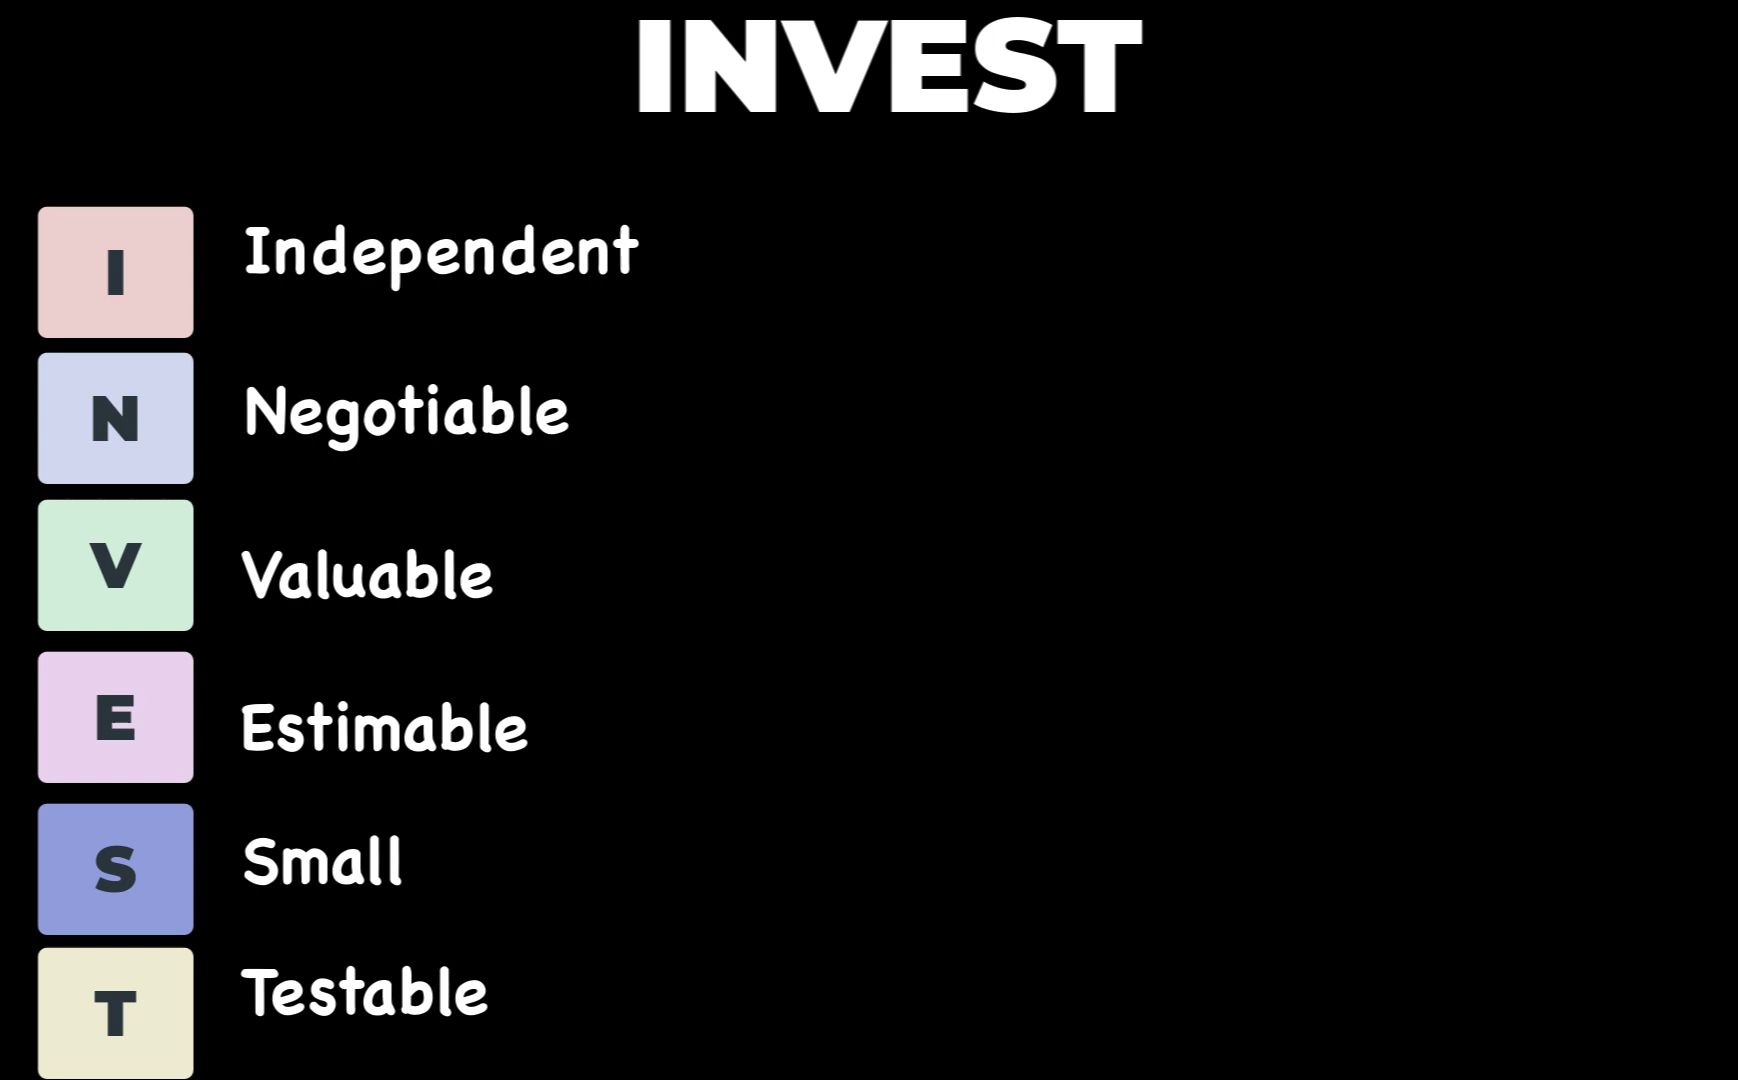 INVEST
I Independent
N Negotiable
V Valuable
E Estimable
S Small
T Testable